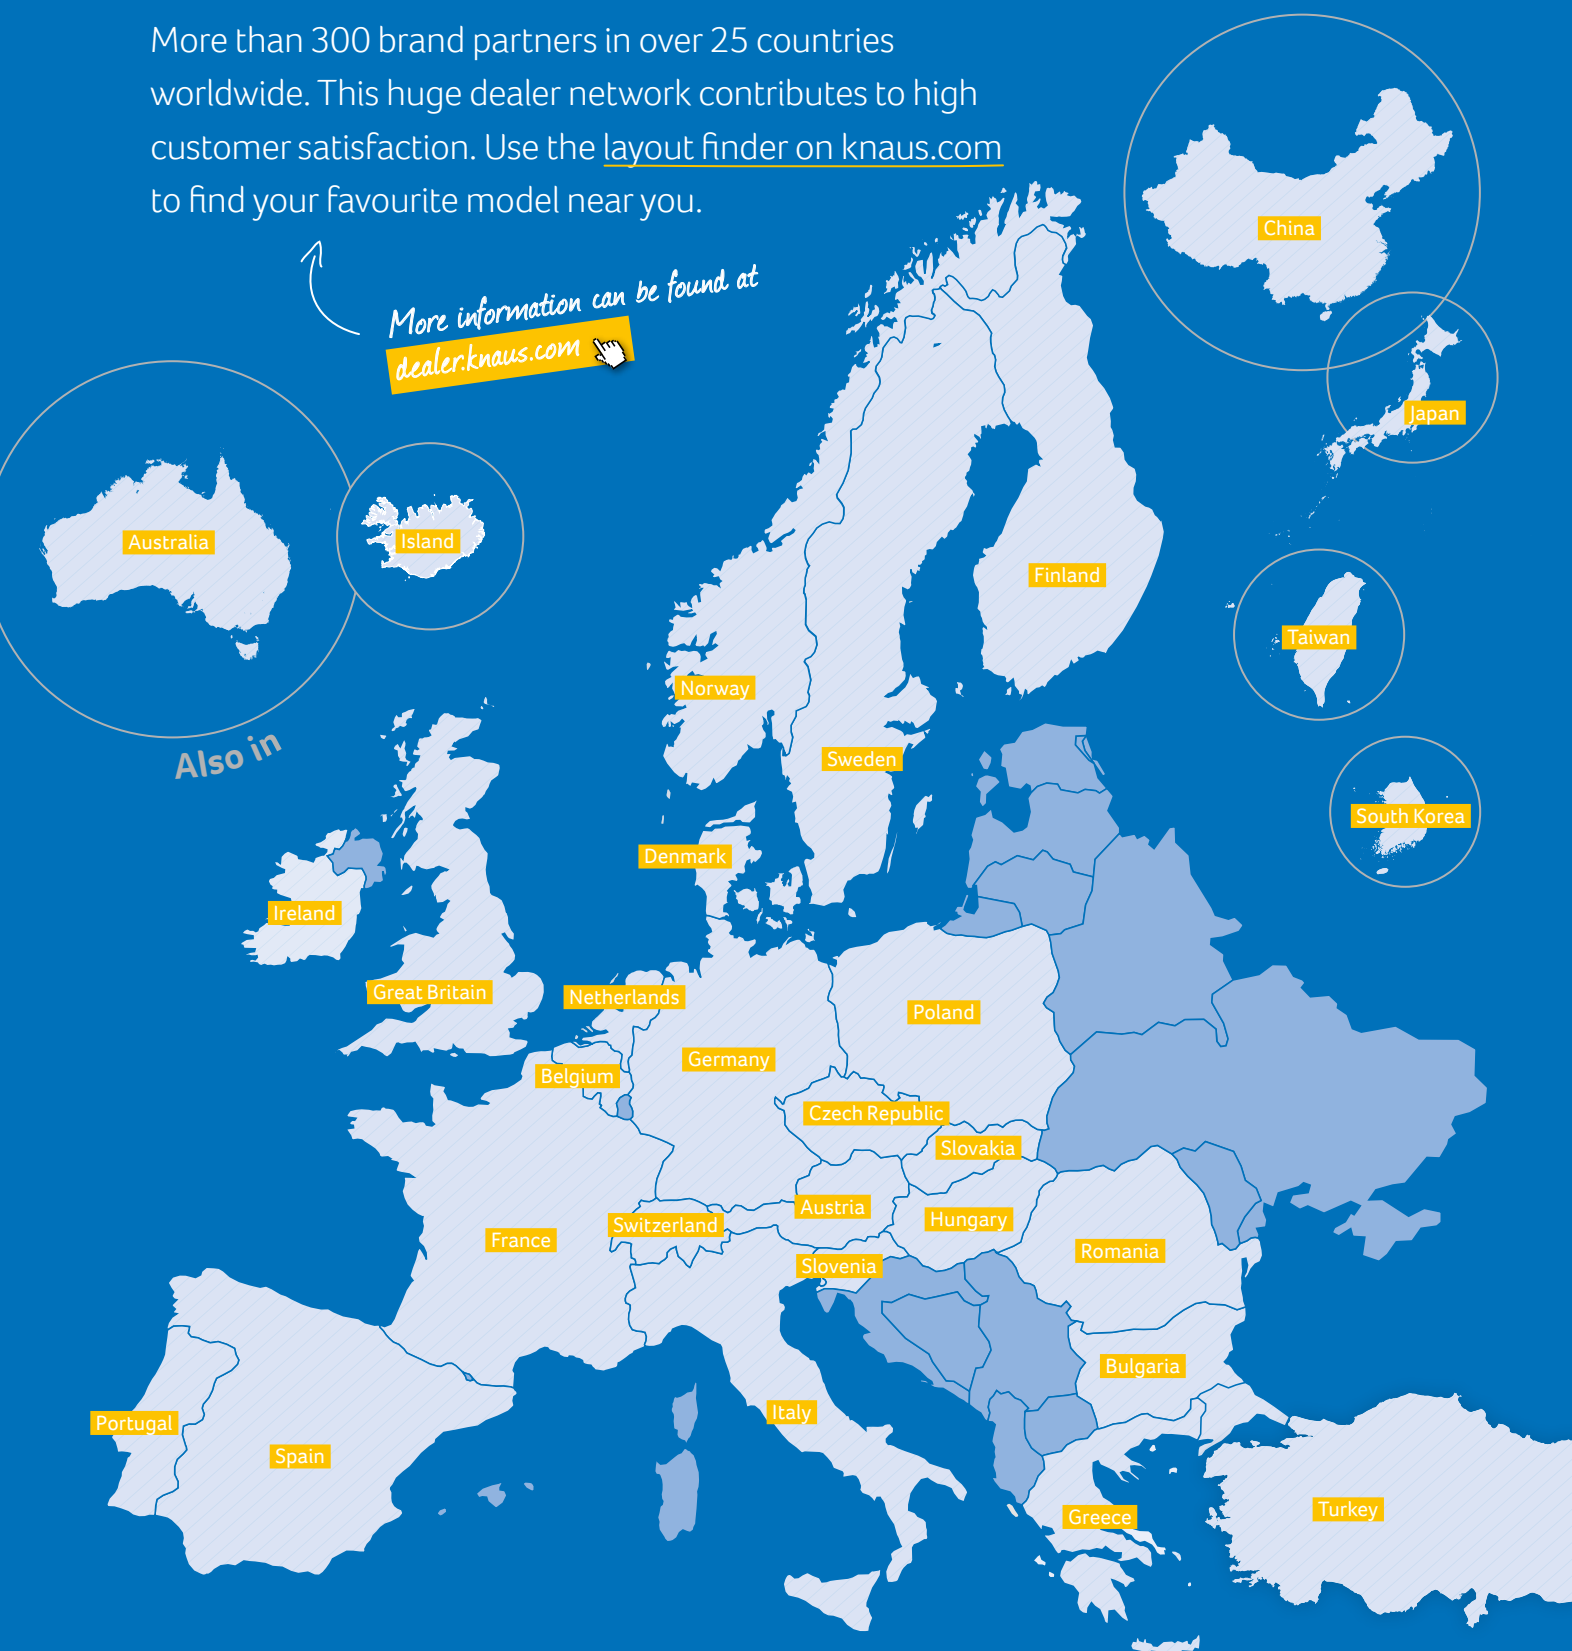 More than 300 brand partners in over 25 countries
worldwide. This huge dealer network contributes to high
customer satisfaction. Use the layout finder on knaus.com
to find your favourite model near you.
More information can be found at
dealer.knaus.com
China
Japan
Australia
Island
Finland
Taiwan
Norway
Also in
Sweden
South Korea
Denmark
Ireland
Great Britain
Netherlands
Poland
Germany
Belgium
Czech Republic
Slovakia
Austria
Hungary
Switzerland
France
Romania
Slovenia
Bulgaria
Italy
Portugal
Spain
Turkey
Greece